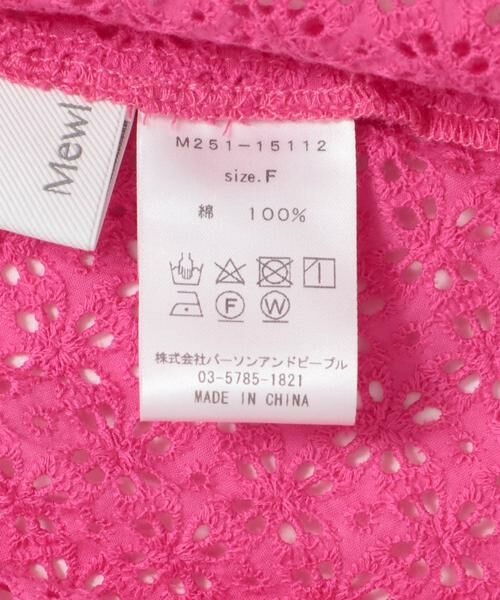 Mewl
M251-15112
size.F
綿 100%
F W
株式会社パーソンアンドピープル
03-5785-1821
MADE IN CHINA